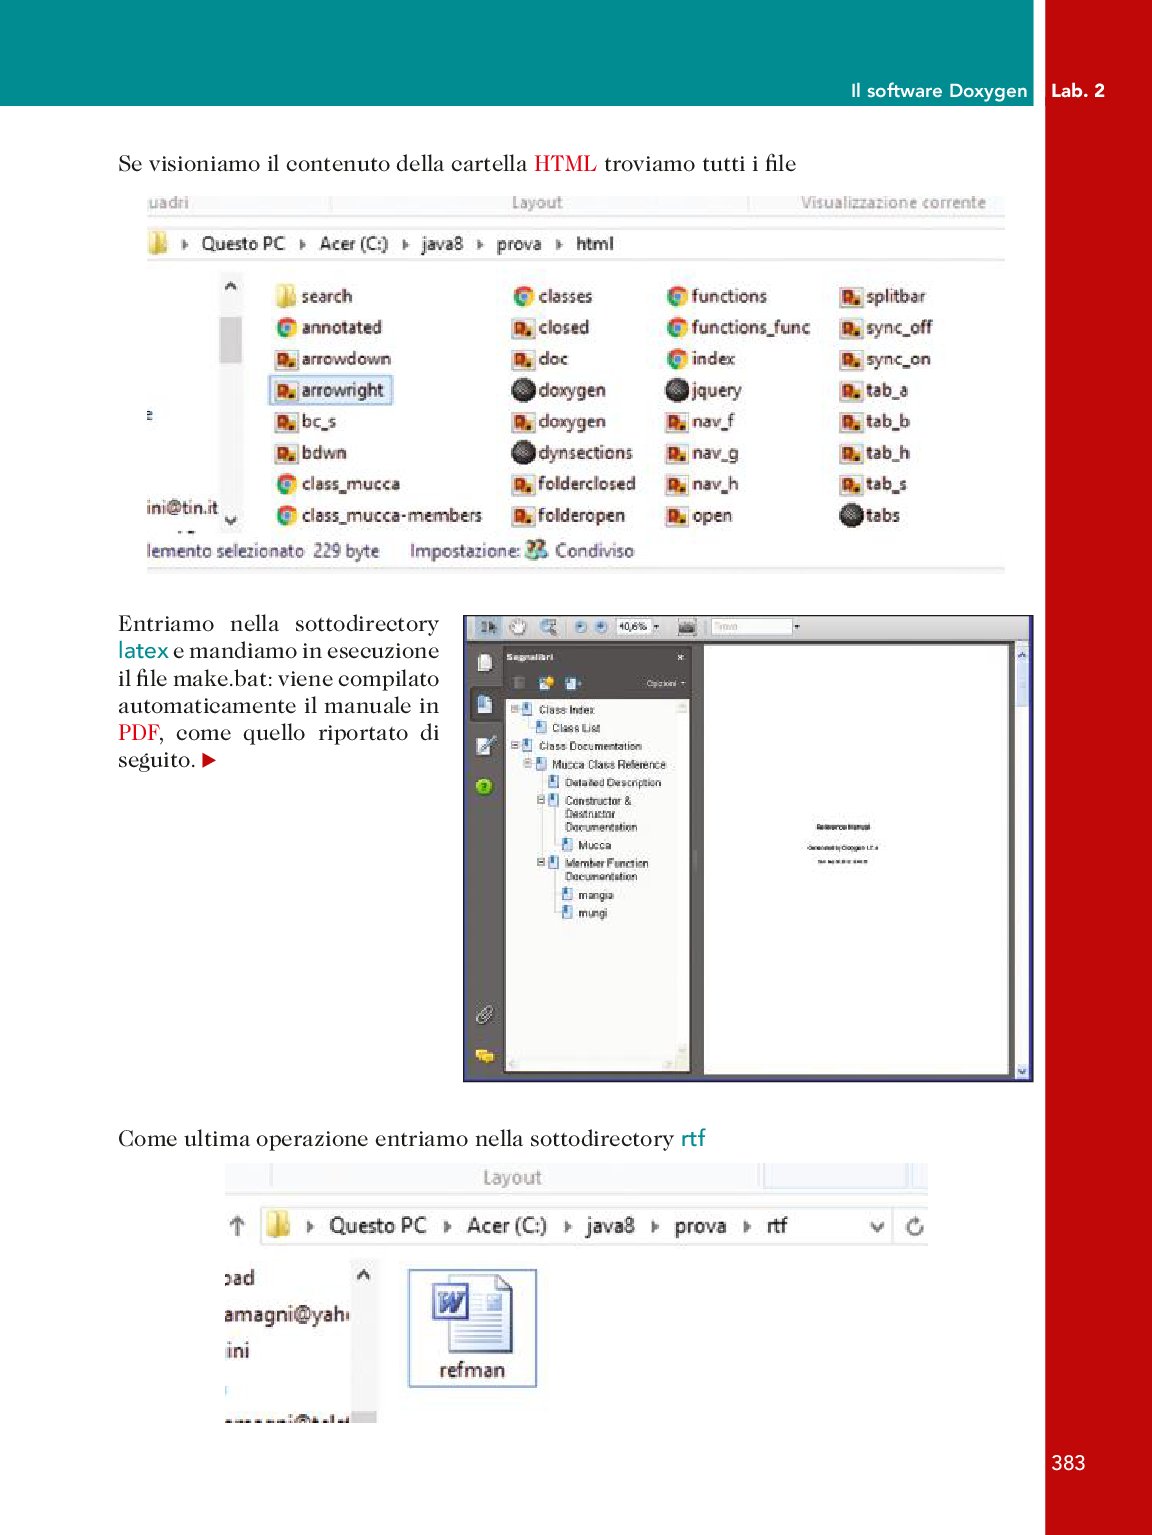 Il software Doxygen Lab. 2
Se visioniamo il contenuto della cartella HTML troviamo tutti i file
uadri Layout Visualizzazione corrente
Questo PC Acer (C:) java8 prova html
search classes functions splitbar
annotated closed functions_func sync_off
arrowdown doc index sync_on
arrowright doxygen jquery tab_a
bc_s doxygen nav_f tab_b
bdwn dynsections nav_g tab_h
class_mucca folderclosed nav_h tab_s
class_mucca-members folderopen open tabs
ini@tin.it
lemento selezionato 229 byte Impostazione: Condiviso
Entriamo nella sottodirectory
latex e mandiamo in esecuzione
il file make.bat: viene compilato
automaticamente il manuale in
PDF, come quello riportato di
seguito.
40,6%
Segnalibri
Opzioni
Class Index
Class List
Class Documentation
Mucca Class Reference
Detailed Description
Constructor &
Destructor
Documentation
Mucca
Member Function
Documentation
mangia
mungi
Reference Manual
Come ultima operazione entriamo nella sottodirectory rtf
Layout
Questo PC Acer (C:) java8 prova rtf
amagni@yah
ini
refman
383